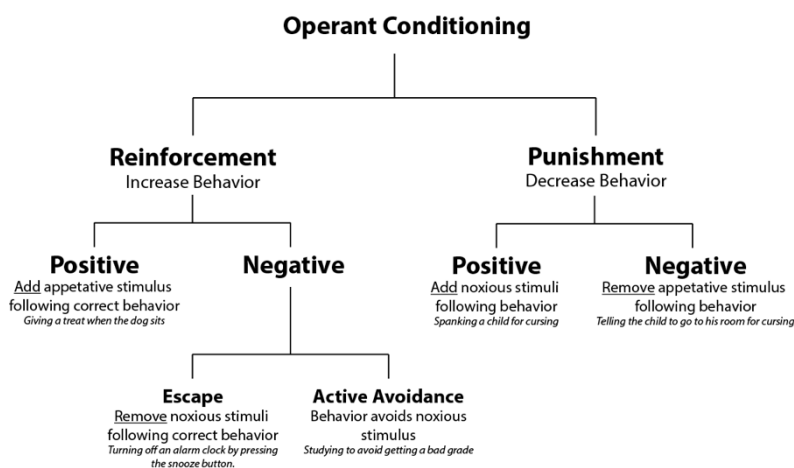 Operant Conditioning
Reinforcement
Increase Behavior
Punishment
Decrease Behavior
Positive
Add appetative stimulus
following correct behavior
Giving a treat when the dog sits
Negative
Positive
Add noxious stimuli
following behavior
Spanking a child for cursing
Negative
Remove appetative stimulus
following behavior
Telling the child to go to his room for cursing
Escape
Remove noxious stimuli
following correct behavior
Turning off an alarm clock by pressing
the snooze button.
Active Avoidance
Behavior avoids noxious
stimulus
Studying to avoid getting a bad grade